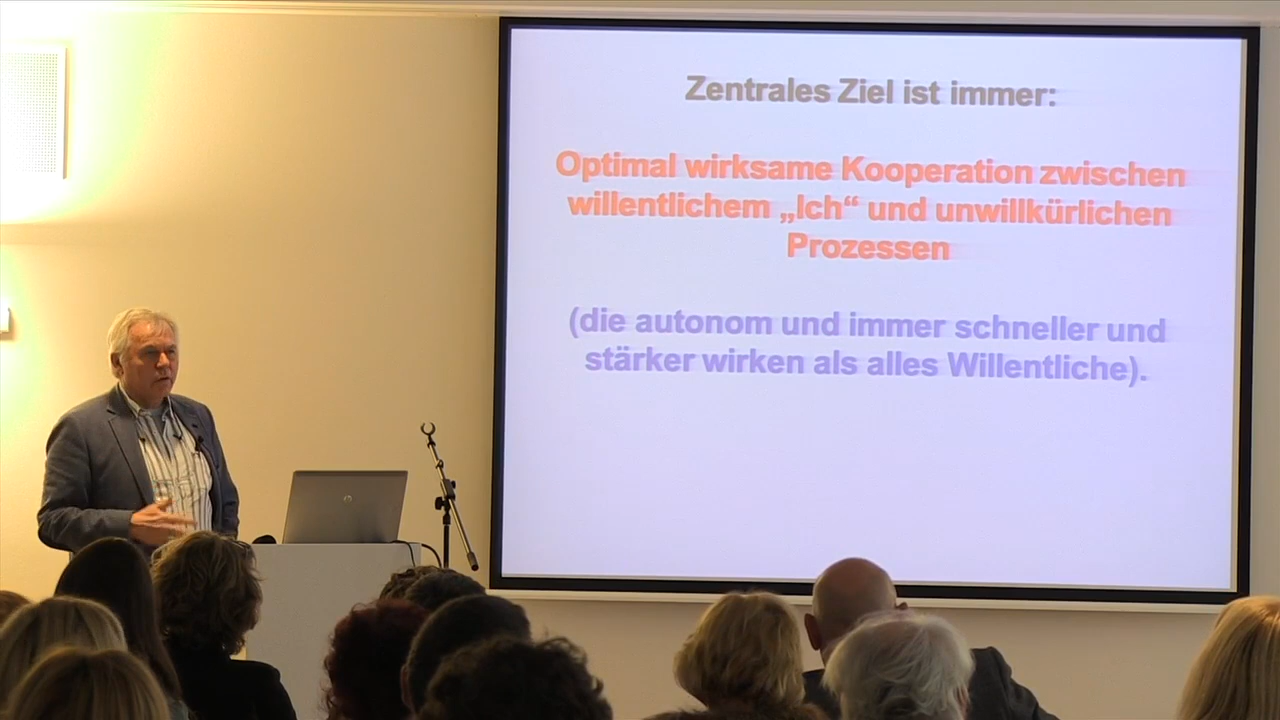 Zentrales Ziel ist immer:
Optimal wirksame Kooperation zwischen
willentlichem „Ich“ und unwillkürlichen
Prozessen
(die autonom und immer schneller und
stärker wirken als alles Willentliche).
hp